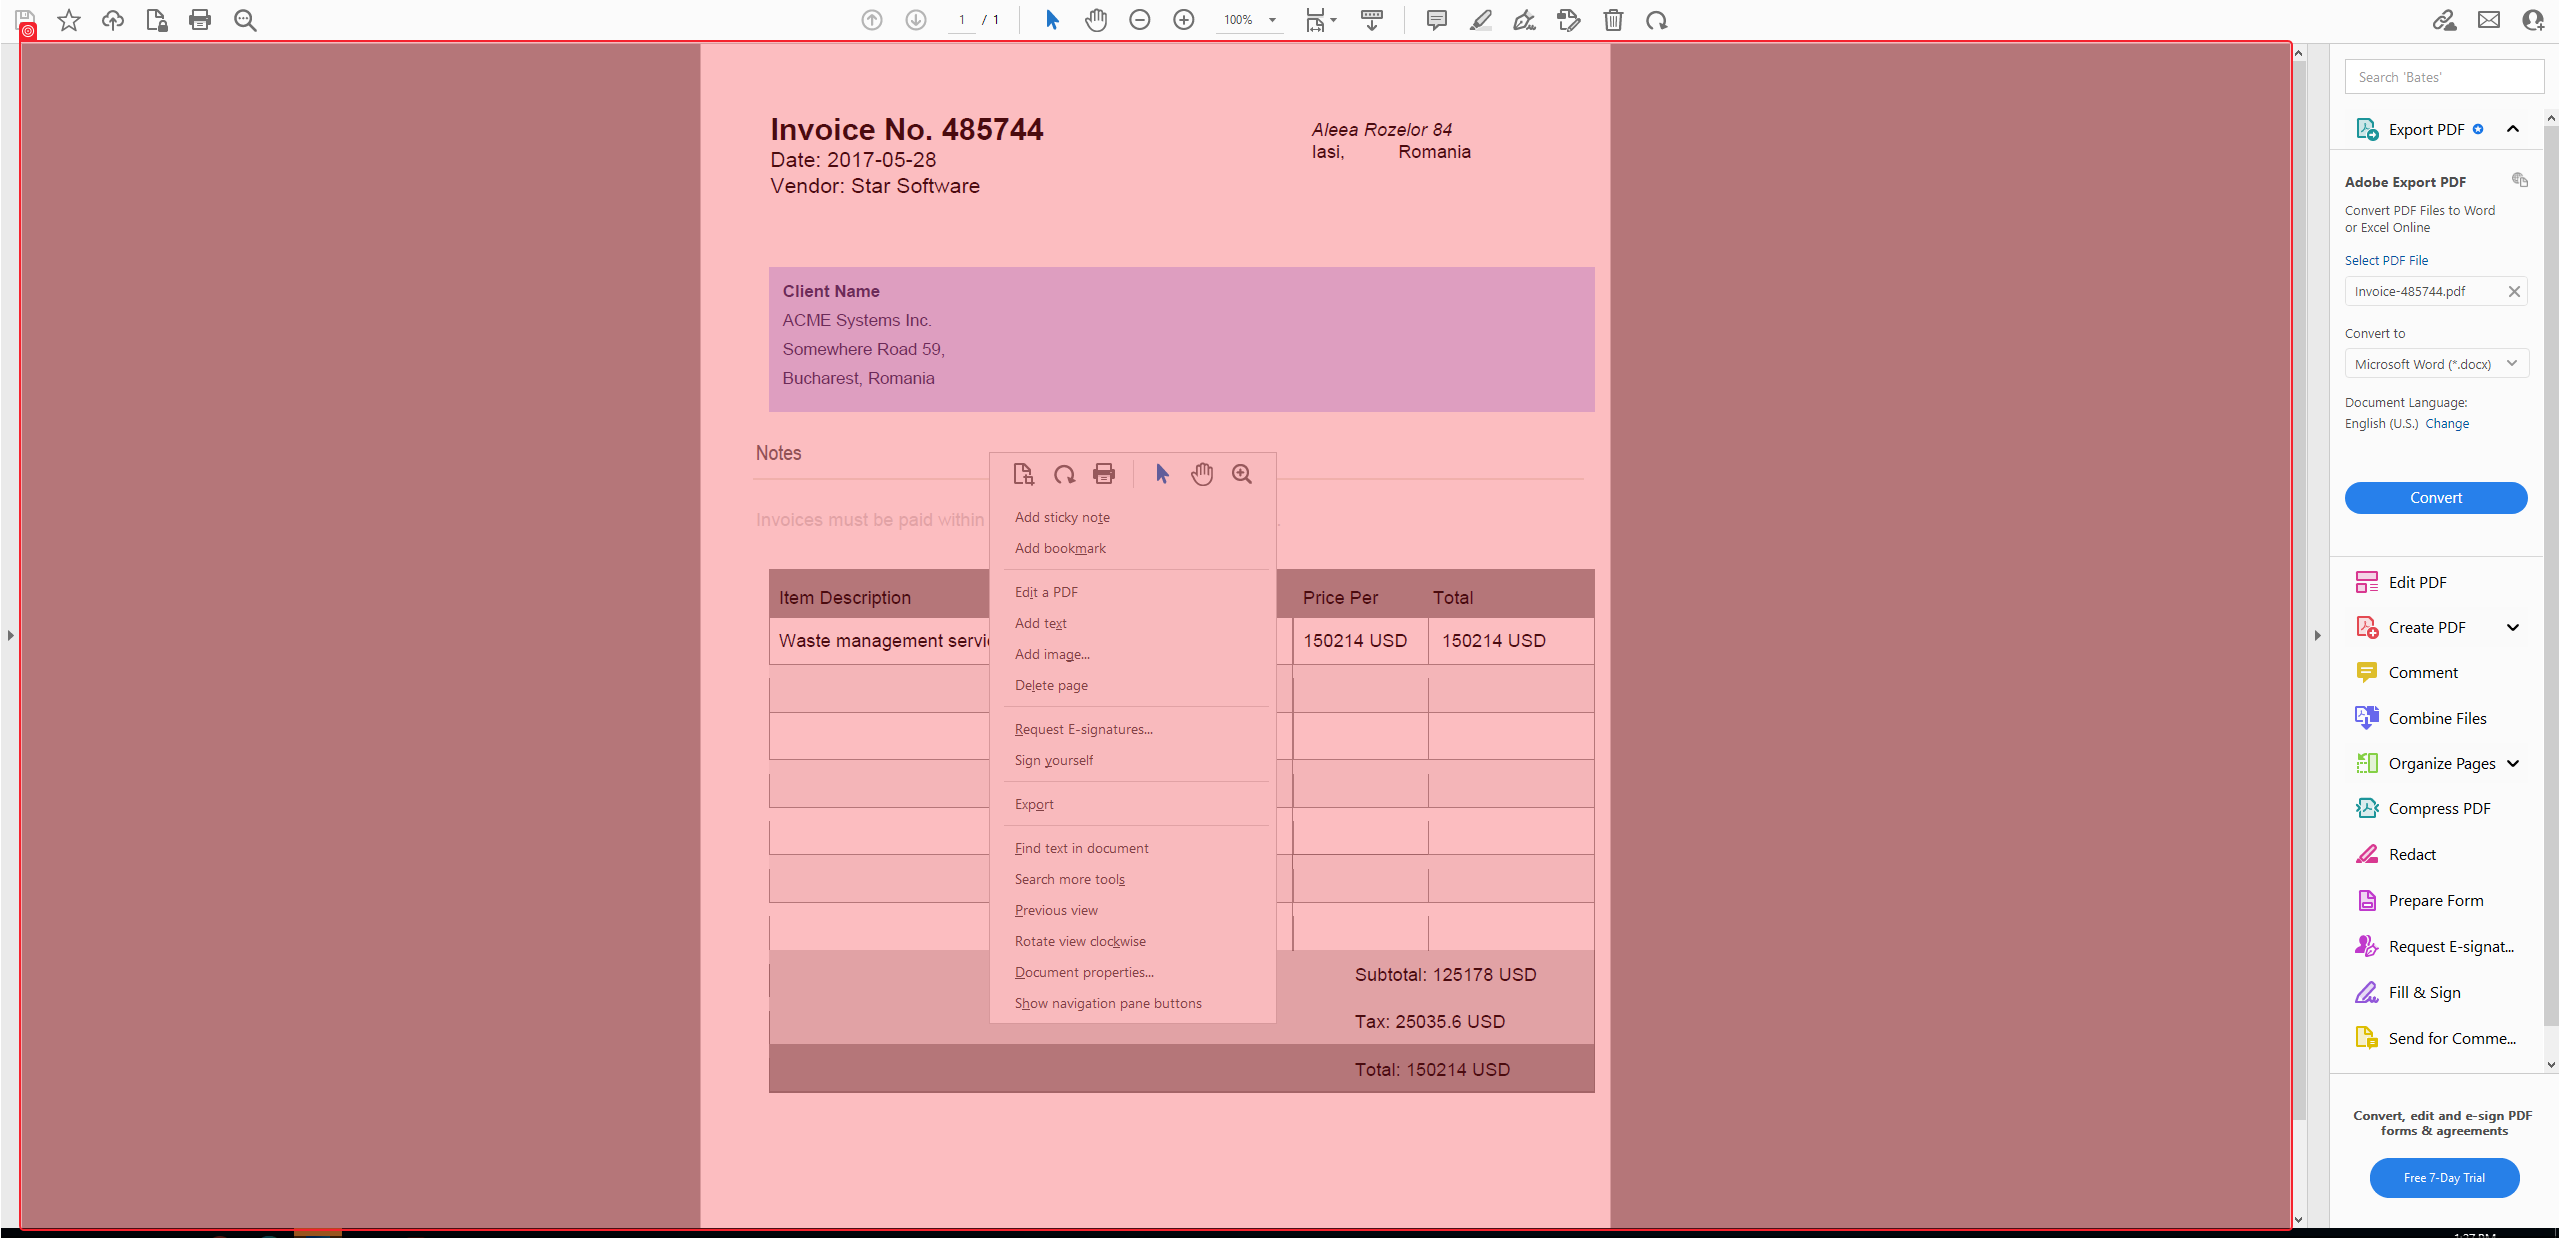 1 / 1
100%
Invoice No. 485744
Date: 2017-05-28
Vendor: Star Software
Aleea Rozelor 84
Iasi, Romania
Client Name
ACME Systems Inc.
Somewhere Road 59,
Bucharest, Romania
Notes
Invoices must be paid within
Add sticky note
Add bookmark
Edit a PDF
Add text
Add image...
Delete page
Request E-signatures...
Sign yourself
Export
Find text in document
Search more tools
Previous view
Rotate view clockwise
Document properties...
Show navigation pane buttons
Item Description Price Per Total
Waste management 150214 USD 150214 USD
Subtotal: 125178 USD
Tax: 25035.6 USD
Total: 150214 USD
Search 'Bates'
Export PDF
Adobe Export PDF
Convert PDF Files to Word
or Excel Online
Select PDF File
Invoice-485744.pdf
Convert to
Microsoft Word (*.docx)
Document Language:
English (U.S.) Change
Convert
Edit PDF
Create PDF
Comment
Combine Files
Organize Pages
Compress PDF
Redact
Prepare Form
Request E-signat...
Fill & Sign
Send for Comme...
Convert, edit and e-sign PDF
forms & agreements
Free 7-Day Trial